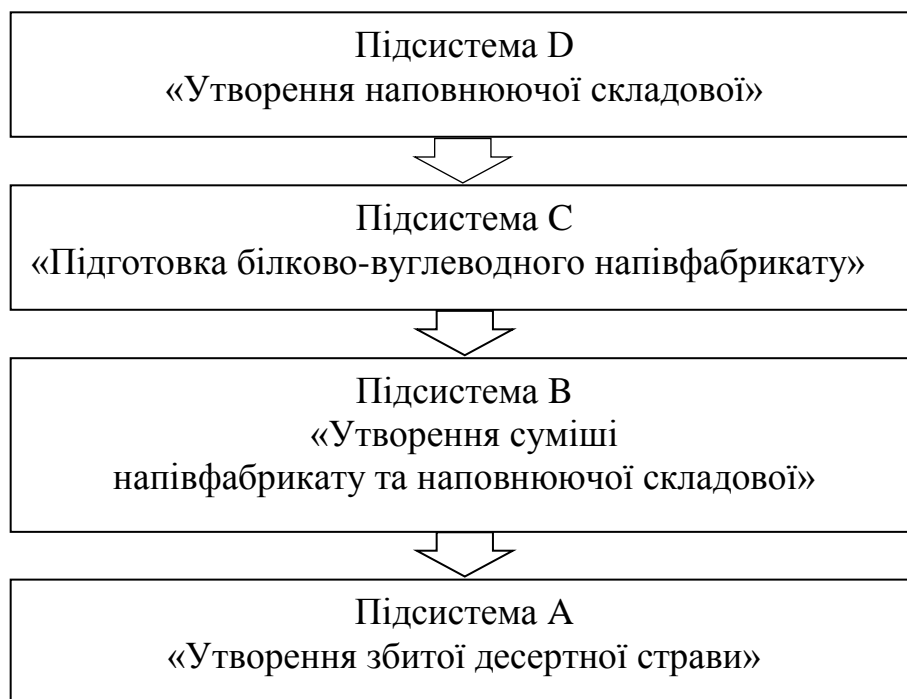 Підсистема D
«Утворення наповнюючої складової»
Підсистема С
«Підготовка білково-вуглеводного напівфабрикату»
Підсистема В
«Утворення суміші
напівфабрикату та наповнюючої складової»
Підсистема А
«Утворення збитої десертної страви»